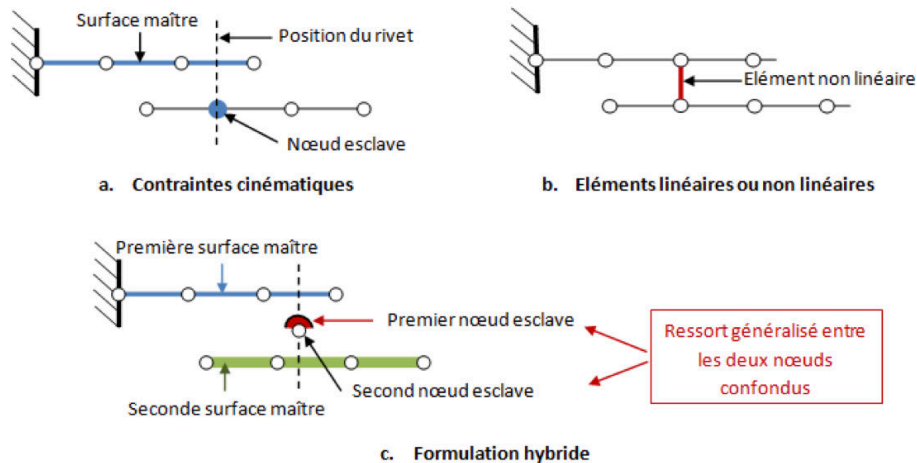 Surface maître
Position du rivet
Nœud esclave
a. Contraintes cinématiques
Elément non linéaire
b. Eléments linéaires ou non linéaires
Première surface maître
Premier nœud esclave
Second nœud esclave
Seconde surface maître
Ressort généralisé entre
les deux nœuds
confondus
c. Formulation hybride